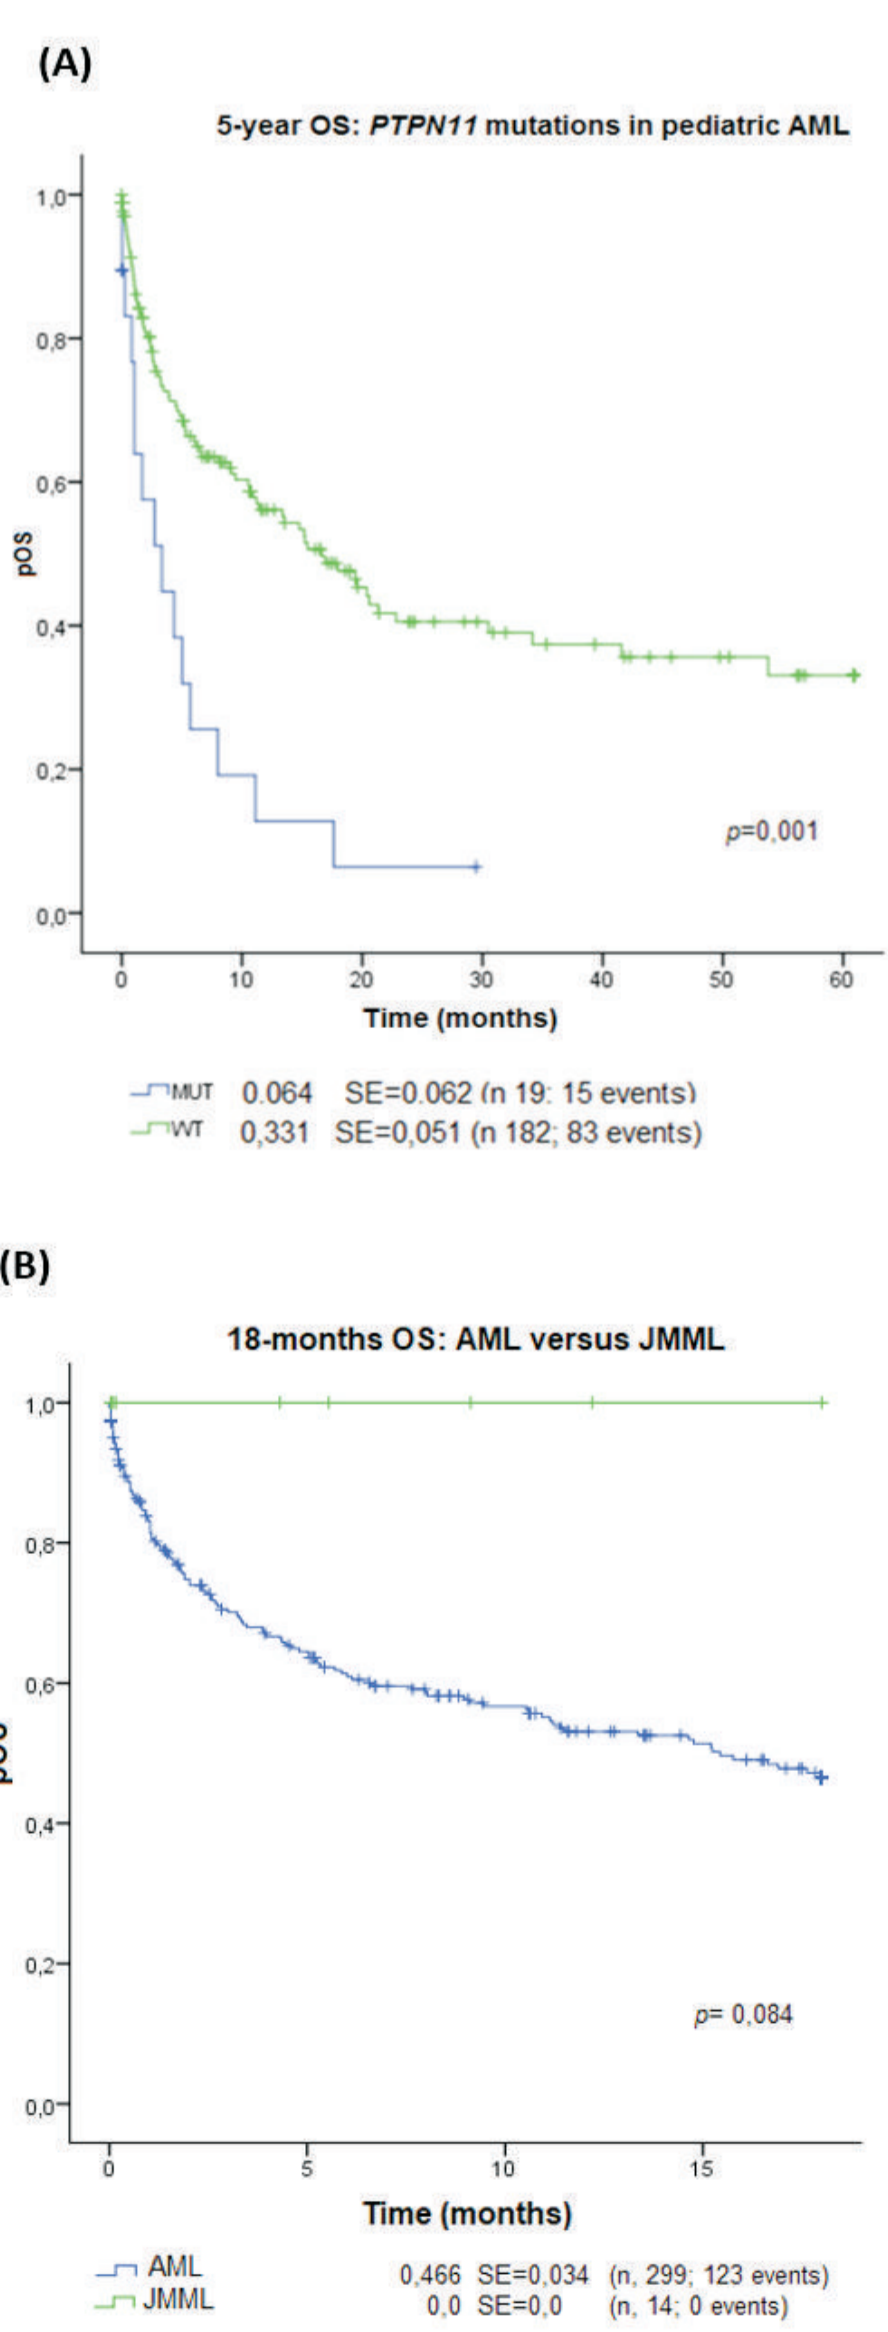 (A)
5-year OS: PTPN11 mutations in pediatric AML
1,0
0,8
0,6
0,4
0,2
0,0
pOS
p=0,001
0 10 20 30 40 50 60
Time (months)
MUT 0.064 SE=0.062 (n 19: 15 events)
WT 0,331 SE=0,051 (n 182; 83 events)
(B)
18-months OS: AML versus JMML
1,0
0,8
0,6
0,4
0,2
0,0
pOS
p= 0,084
0 5 10 15
Time (months)
AML 0,466 SE=0,034 (n, 299; 123 events)
JMML 0,0 SE=0,0 (n, 14; 0 events)